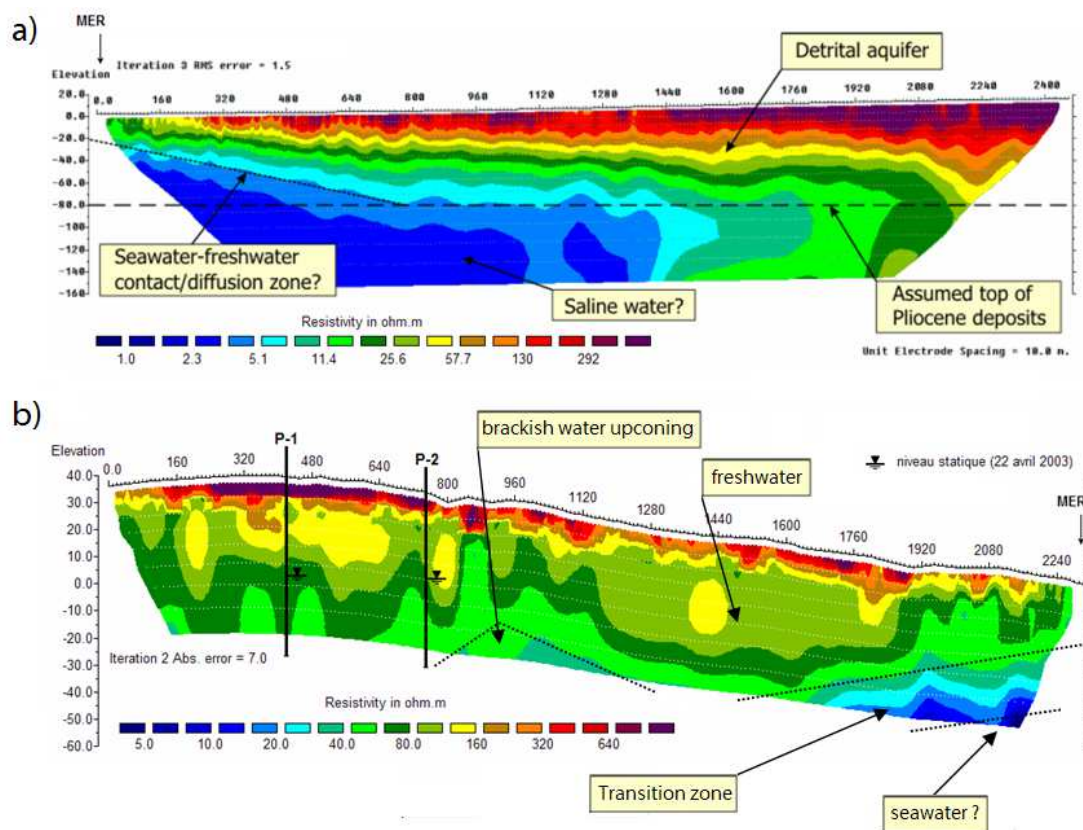 a)
MER
Iteration 3 RMS error = 1.5
Detrital aquifer
Elevation
0.0 160 320 480 640 800 960 1120 1280 1440 1600 1760 1920 2080 2240 2400
20.0
0.0
-20.0
-40.0
-60.0
-80.0
-100
-120
-140
-160
Seawater-freshwater
contact/diffusion zone?
Saline water?
Assumed top of
Pliocene deposits
Resistivity in ohm.m
1.0 2.3 5.1 11.4 25.6 57.7 130 292
Unit Electrode Spacing = 10.0 m.
b)
brackish water upconing
P-1
P-2
Elevation
freshwater
niveau statique (22 avril 2003)
MER
0.0 160 320 480 640 800 960 1120 1280 1440 1600 1760 1920 2080 2240
40.0
30.0
20.0
10.0
0.0
-10.0
-20.0
-30.0
-40.0
-50.0
-60.0
Iteration 2 Abs. error = 7.0
Resistivity in ohm.m
5.0 10.0 20.0 40.0 80.0 160 320 640
Transition zone
seawater ?